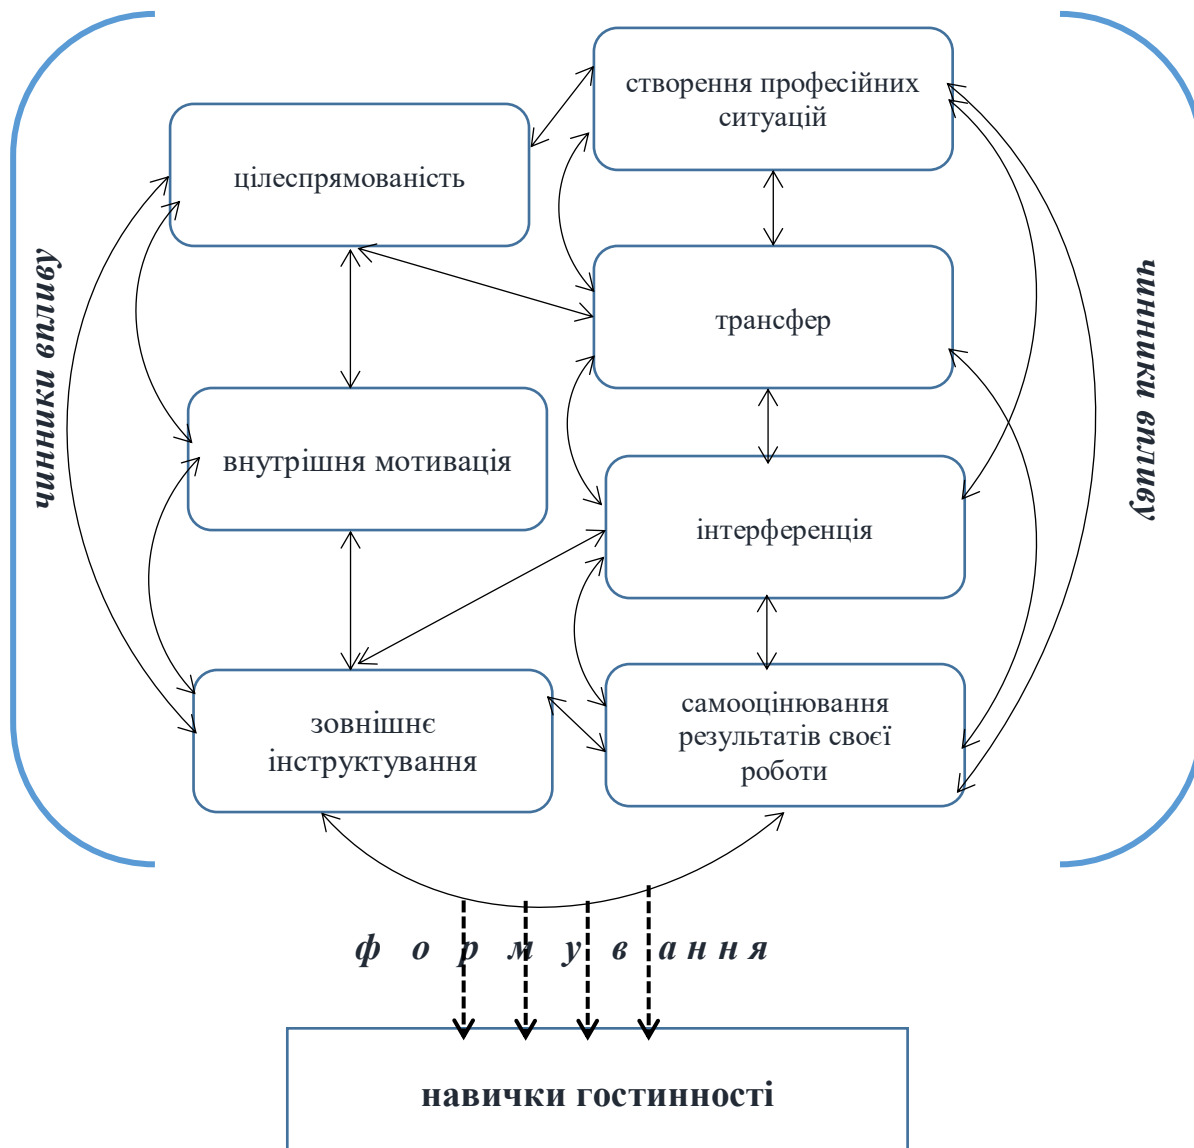 створення професійних
ситуацій
цілеспрямованість
чинники впливу
чинники впливу
трансфер
внутрішня мотивація
інтерференція
зовнішнє
інструктування
самооцінювання
результатів своєї
роботи
ф о р м у в а н н я
навички гостинності